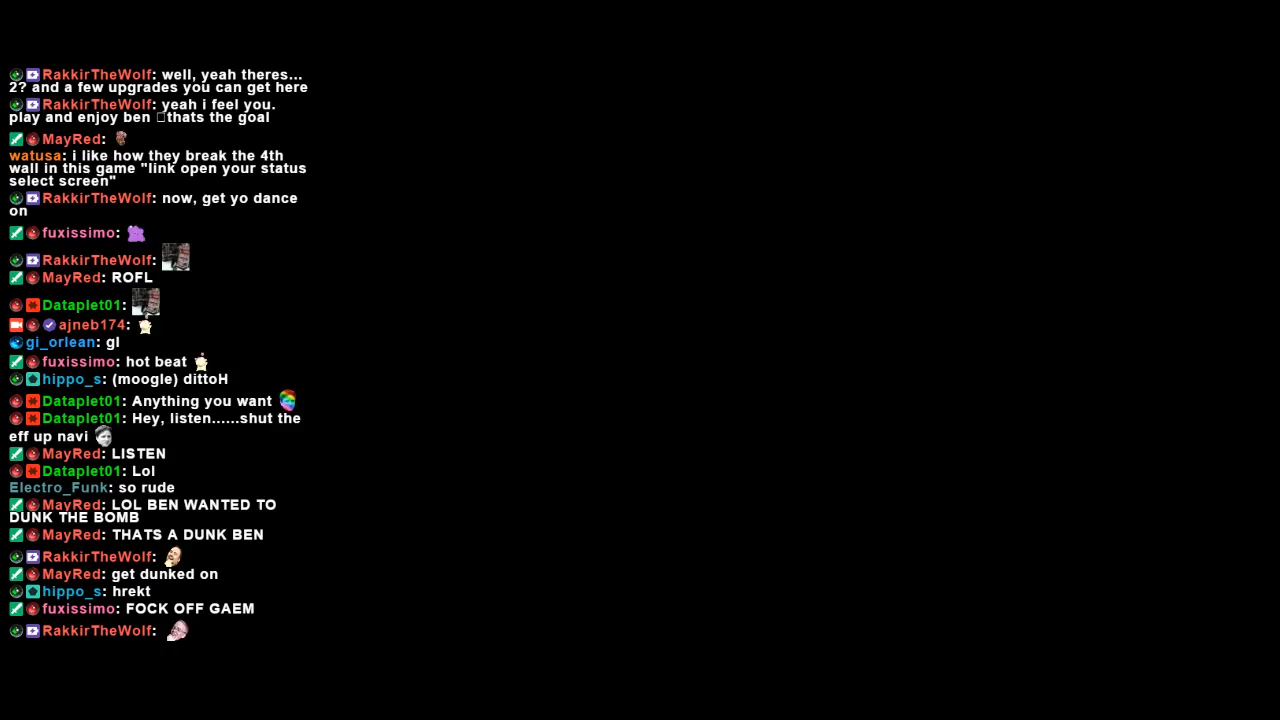 RakkirTheWolf: well, yeah theres...
2? and a few upgrades you can get here
RakkirTheWolf: yeah i feel you.
play and enjoy ben thats the goal
MayRed:
watusa: i like how they break the 4th
wall in this game "link open your status
select screen"
RakkirTheWolf: now, get yo dance
on
fuxissimo:
RakkirTheWolf:
MayRed: ROFL
Dataplet01:
ajneb174:
gi_orlean: gl
fuxissimo: hot beat
hippo_s: (moogle) dittoH
Dataplet01: Anything you want
Dataplet01: Hey, listen......shut the
eff up navi
MayRed: LISTEN
Dataplet01: Lol
Electro_Funk: so rude
MayRed: LOL BEN WANTED TO
DUNK THE BOMB
MayRed: THATS A DUNK BEN
RakkirTheWolf:
MayRed: get dunked on
hippo_s: hrekt
fuxissimo: FOCK OFF GAEM
RakkirTheWolf: